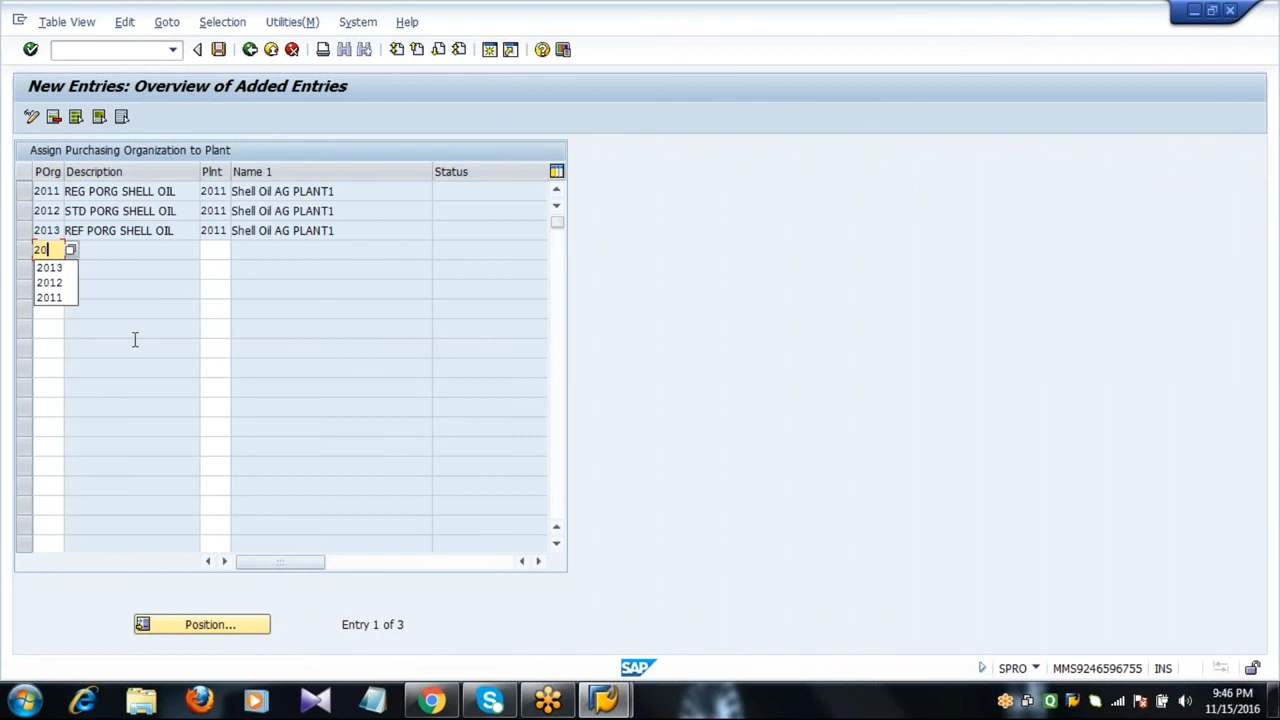 Table View Edit Goto Selection Utilities(M) System Help
New Entries: Overview of Added Entries
Assign Purchasing Organization to Plant
POrg Description Plnt Name 1 Status
2011 REG PORG SHELL OIL 2011 Shell Oil AG PLANT1
2012 STD PORG SHELL OIL 2011 Shell Oil AG PLANT1
2013 REF PORG SHELL OIL 2011 Shell Oil AG PLANT1
20
2013
2012
2011
Position... Entry 1 of 3
SAP SPRO MMS9246596755 INS
9:46 PM
11/15/2016